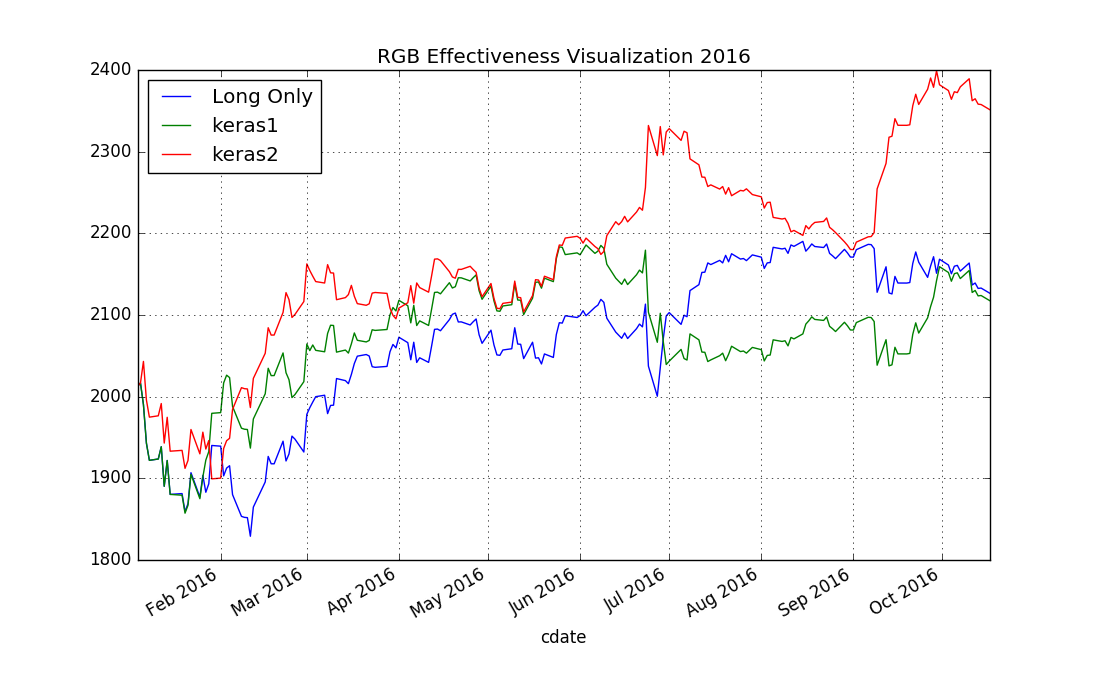 RGB Effectiveness Visualization 2016
Long Only
keras1
keras2
2400
2300
2200
2100
2000
1900
1800
Feb 2016
Mar 2016
Apr 2016
May 2016
Jun 2016
Jul 2016
Aug 2016
Sep 2016
Oct 2016
cdate